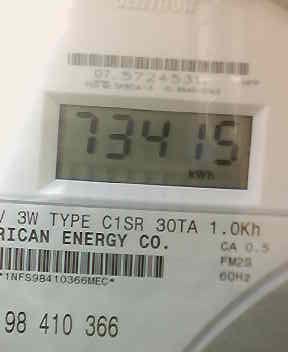 73415
kWh
/ 3W TYPE C1SR 30TA 1.0Kh
RICAN ENERGY CO.
CA 0.5
FM2S
60Hz
*1NFS98410366MEC*
98 410 366